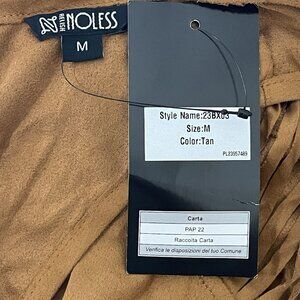 RELISH
NOLESS
M
Style Name:23BX03
Size:M
Color:Tan
PL23957489
Carta
PAP 22
Raccolta Carta
Verifica le disposizioni del tuo Comune